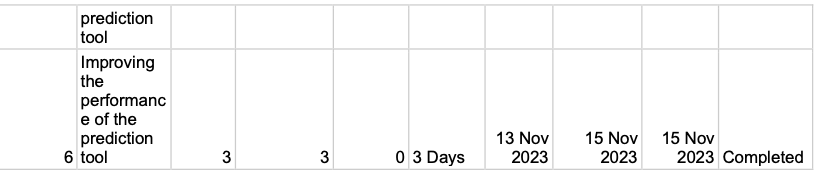 prediction
tool
Improving
the
performanc
e of the
prediction
13 Nov 15 Nov 15 Nov
6 tool 3 3 0 3 Days 2023 2023 2023 Completed